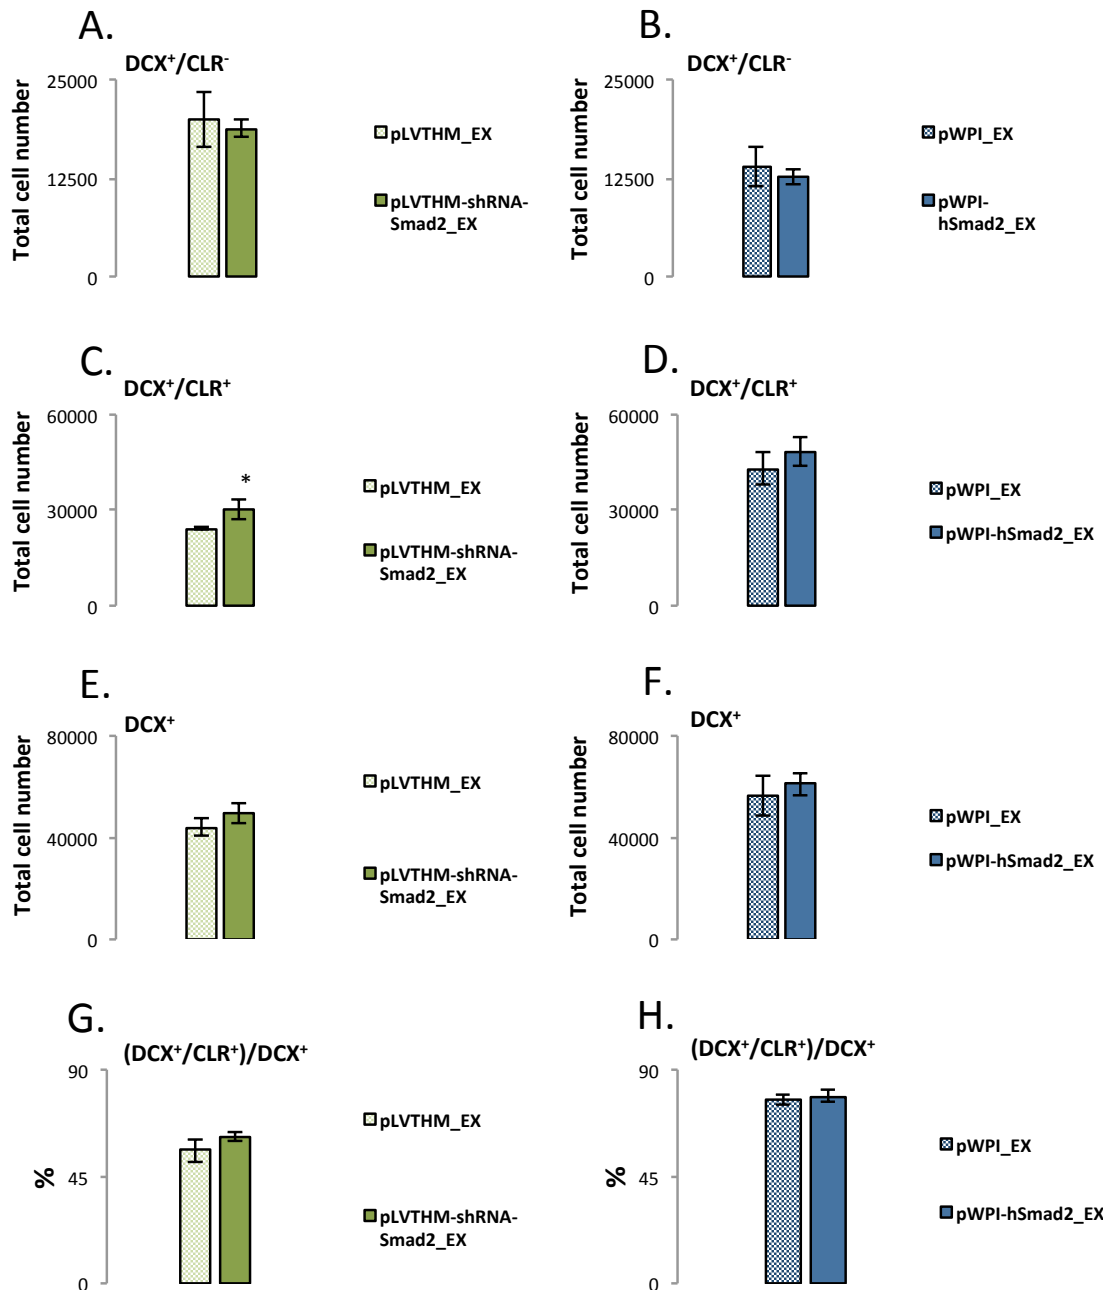 A.
DCX⁺/CLR⁻
Total cell number
25000
12500
0
pLVTHM_EX
pLVTHM-shRNA-
Smad2_EX
B.
DCX⁺/CLR⁻
Total cell number
25000
12500
0
pWPI_EX
pWPI-
hSmad2_EX
C.
DCX⁺/CLR⁺
Total cell number
60000
30000
0
*
pLVTHM_EX
pLVTHM-shRNA-
Smad2_EX
D.
DCX⁺/CLR⁺
Total cell number
60000
30000
0
pWPI_EX
pWPI-hSmad2_EX
E.
DCX⁺
Total cell number
80000
40000
0
pLVTHM_EX
pLVTHM-shRNA-
Smad2_EX
F.
DCX⁺
Total cell number
80000
40000
0
pWPI_EX
pWPI-hSmad2_EX
G.
(DCX⁺/CLR⁺)/DCX⁺
%
90
45
0
pLVTHM_EX
pLVTHM-shRNA-
Smad2_EX
H.
(DCX⁺/CLR⁺)/DCX⁺
%
90
45
0
pWPI_EX
pWPI-hSmad2_EX